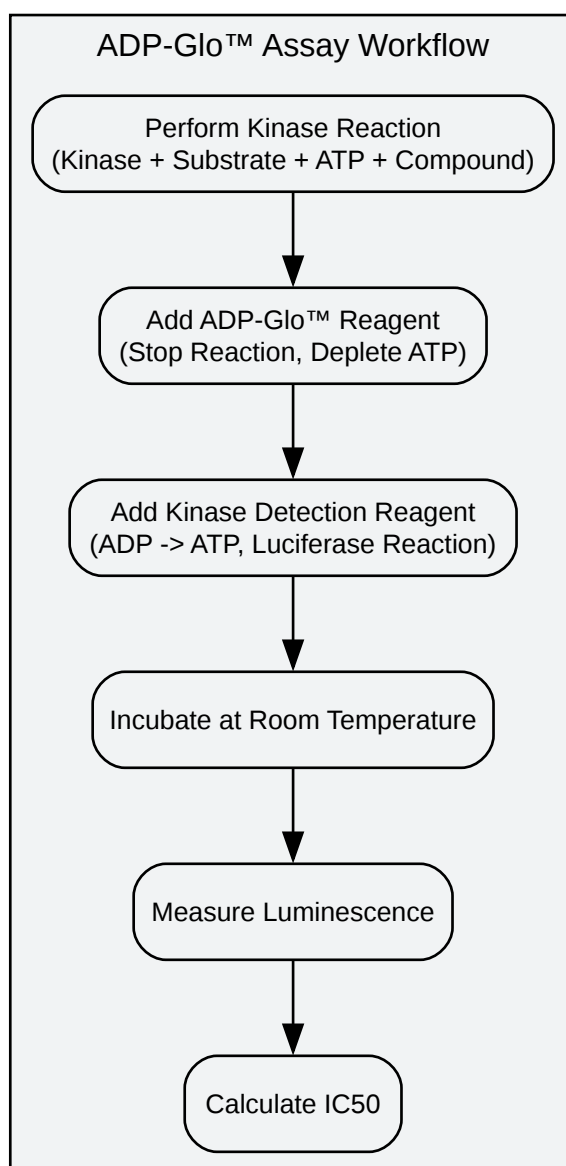 ADP-Glo™ Assay Workflow
Perform Kinase Reaction
(Kinase + Substrate + ATP + Compound)
Add ADP-Glo™ Reagent
(Stop Reaction, Deplete ATP)
Add Kinase Detection Reagent
(ADP -> ATP, Luciferase Reaction)
Incubate at Room Temperature
Measure Luminescence
Calculate IC50